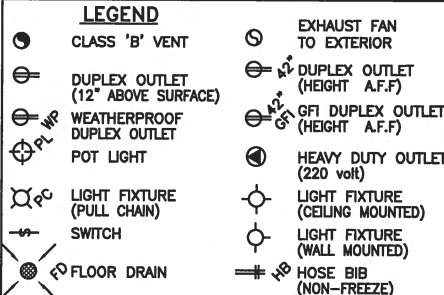 LEGEND
CLASS 'B' VENT
DUPLEX OUTLET
(12" ABOVE SURFACE)
WP WEATHERPROOF
DUPLEX OUTLET
PL
POT LIGHT
PC LIGHT FIXTURE
(PULL CHAIN)
S SWITCH
FD FLOOR DRAIN
EXHAUST FAN
TO EXTERIOR
42" DUPLEX OUTLET
(HEIGHT A.F.F)
42"
GFI GFI DUPLEX OUTLET
(HEIGHT A.F.F)
HEAVY DUTY OUTLET
(220 volt)
LIGHT FIXTURE
(CEILING MOUNTED)
LIGHT FIXTURE
(WALL MOUNTED)
HB HOSE BIB
(NON-FREEZE)